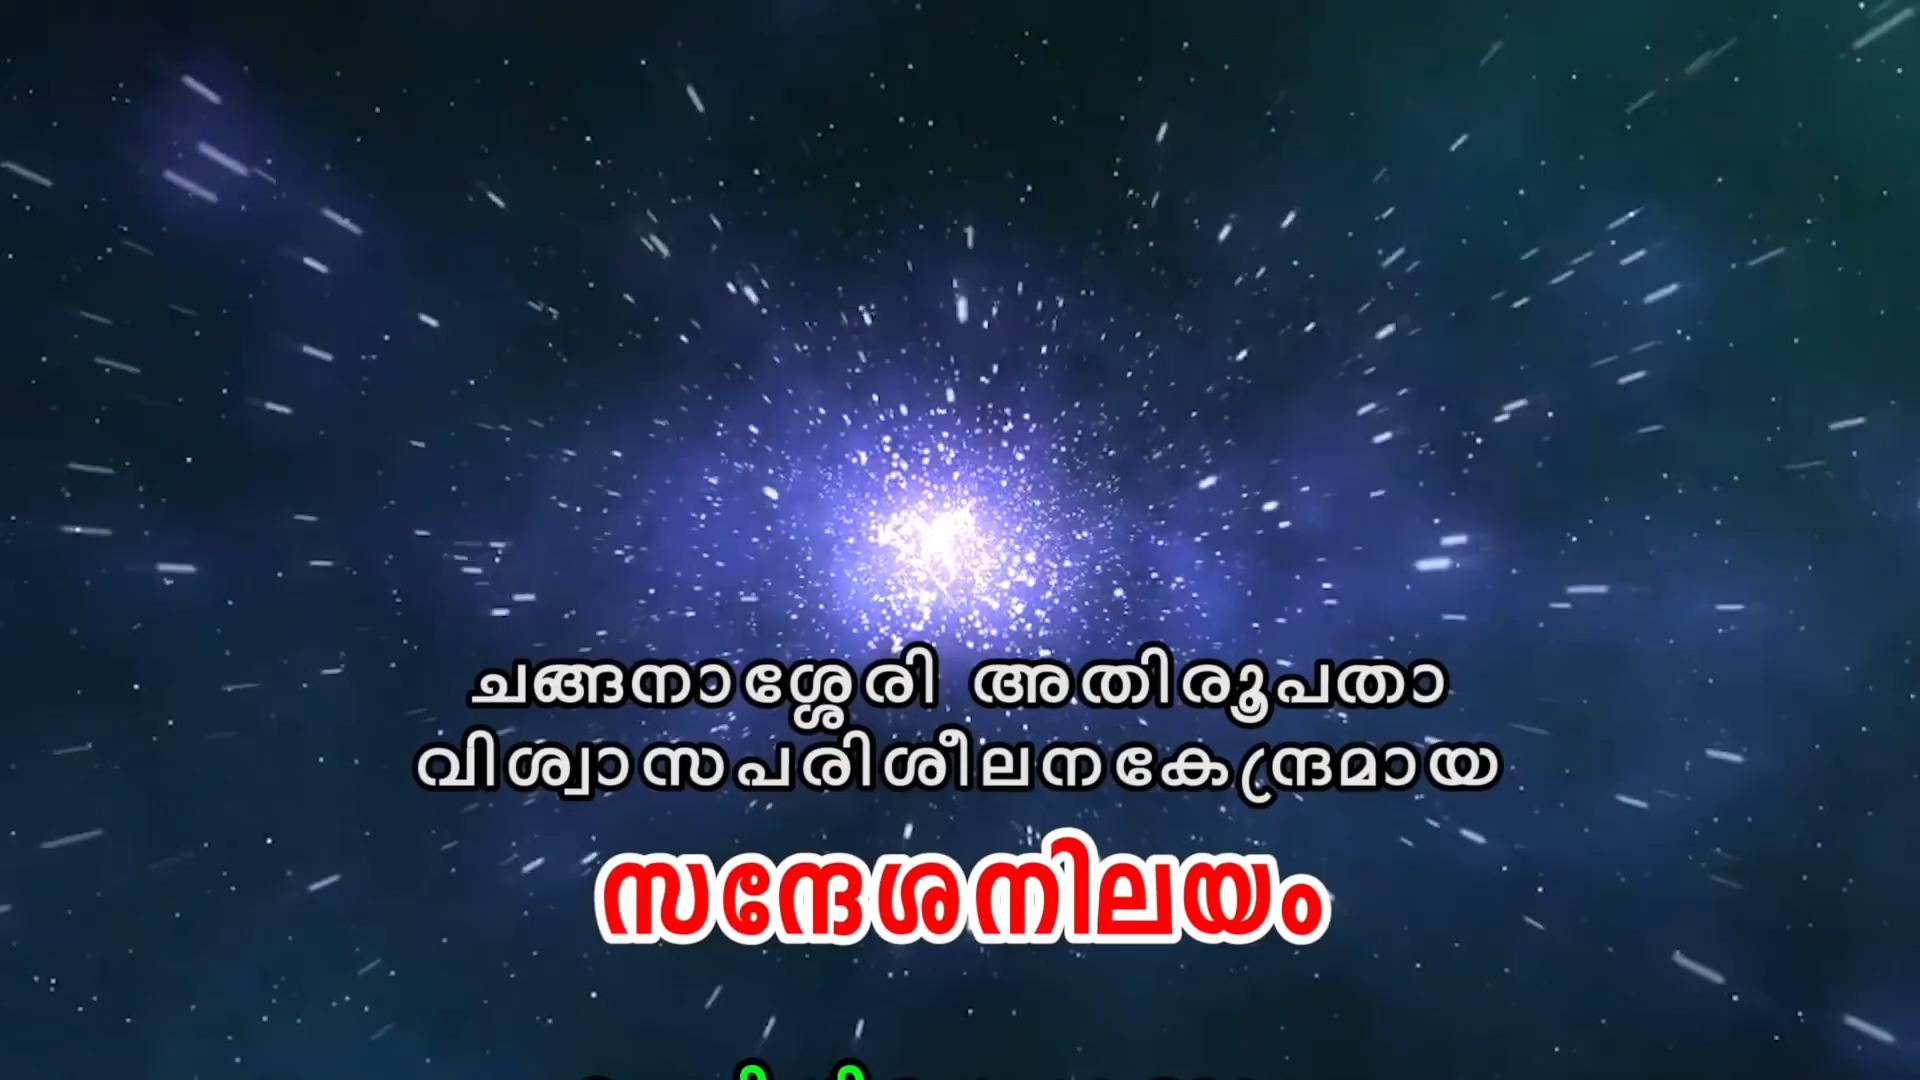 ചങ്ങനാശ്ശേരി അതിരൂപതാ
വിശ്വാസപരിശീലനകേന്ദ്രമായ
സന്ദേശനിലയം